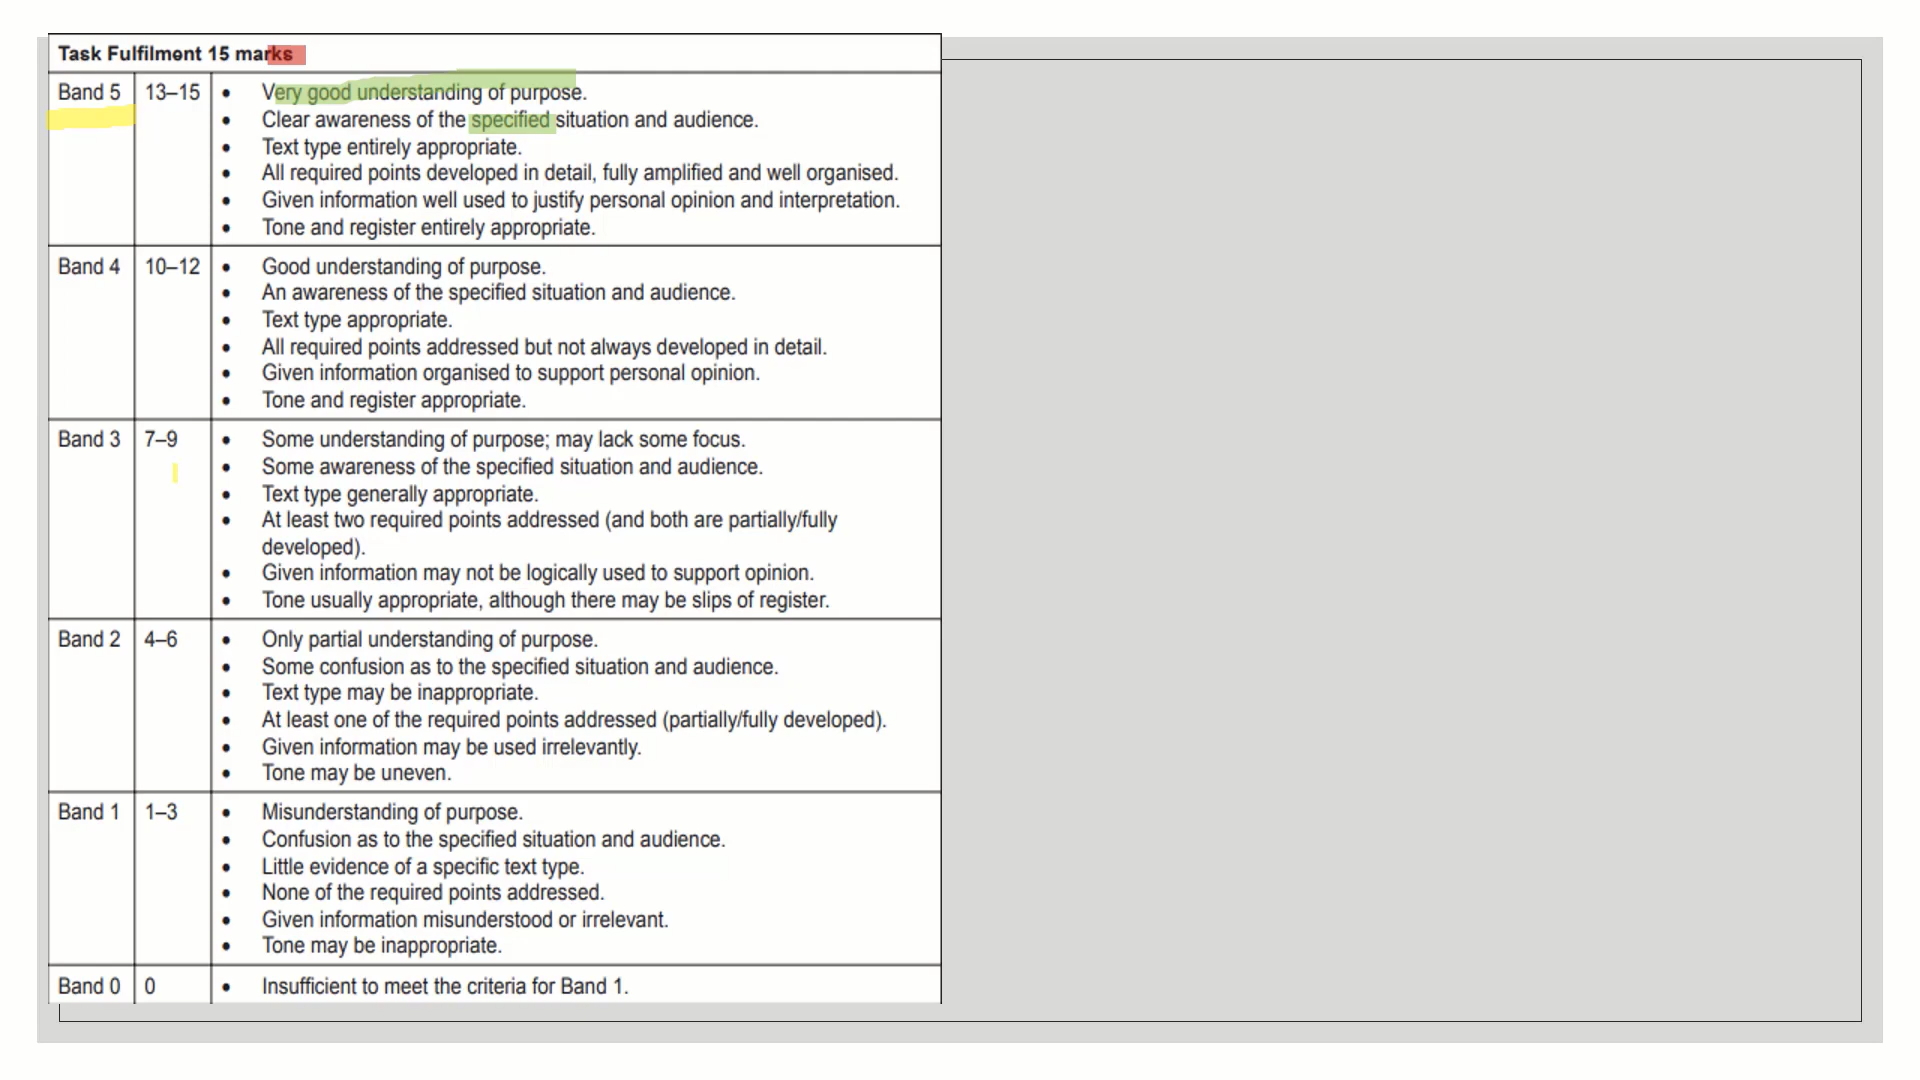 Task Fulfilment 15 marks
Band 5 13–15 • Very good understanding of purpose.
• Clear awareness of the specified situation and audience.
• Text type entirely appropriate.
• All required points developed in detail, fully amplified and well organised.
• Given information well used to justify personal opinion and interpretation.
• Tone and register entirely appropriate.
Band 4 10–12 • Good understanding of purpose.
• An awareness of the specified situation and audience.
• Text type appropriate.
• All required points addressed but not always developed in detail.
• Given information organised to support personal opinion.
• Tone and register appropriate.
Band 3 7–9 • Some understanding of purpose; may lack some focus.
• Some awareness of the specified situation and audience.
• Text type generally appropriate.
• At least two required points addressed (and both are partially/fully
developed).
• Given information may not be logically used to support opinion.
• Tone usually appropriate, although there may be slips of register.
Band 2 4–6 • Only partial understanding of purpose.
• Some confusion as to the specified situation and audience.
• Text type may be inappropriate.
• At least one of the required points addressed (partially/fully developed).
• Given information may be used irrelevantly.
• Tone may be uneven.
Band 1 1–3 • Misunderstanding of purpose.
• Confusion as to the specified situation and audience.
• Little evidence of a specific text type.
• None of the required points addressed.
• Given information misunderstood or irrelevant.
• Tone may be inappropriate.
Band 0 0 • Insufficient to meet the criteria for Band 1.